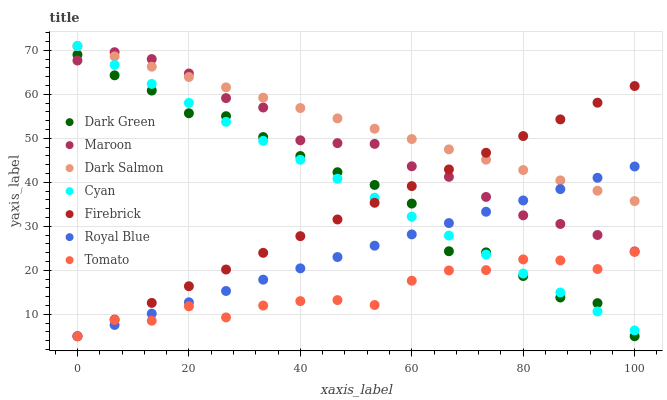 title
yaxis_label
70
60
50
40
30
20
10
Dark Green
Maroon
Dark Salmon
Cyan
Firebrick
Royal Blue
Tomato
0
20
40
60
80
100
xaxis_label